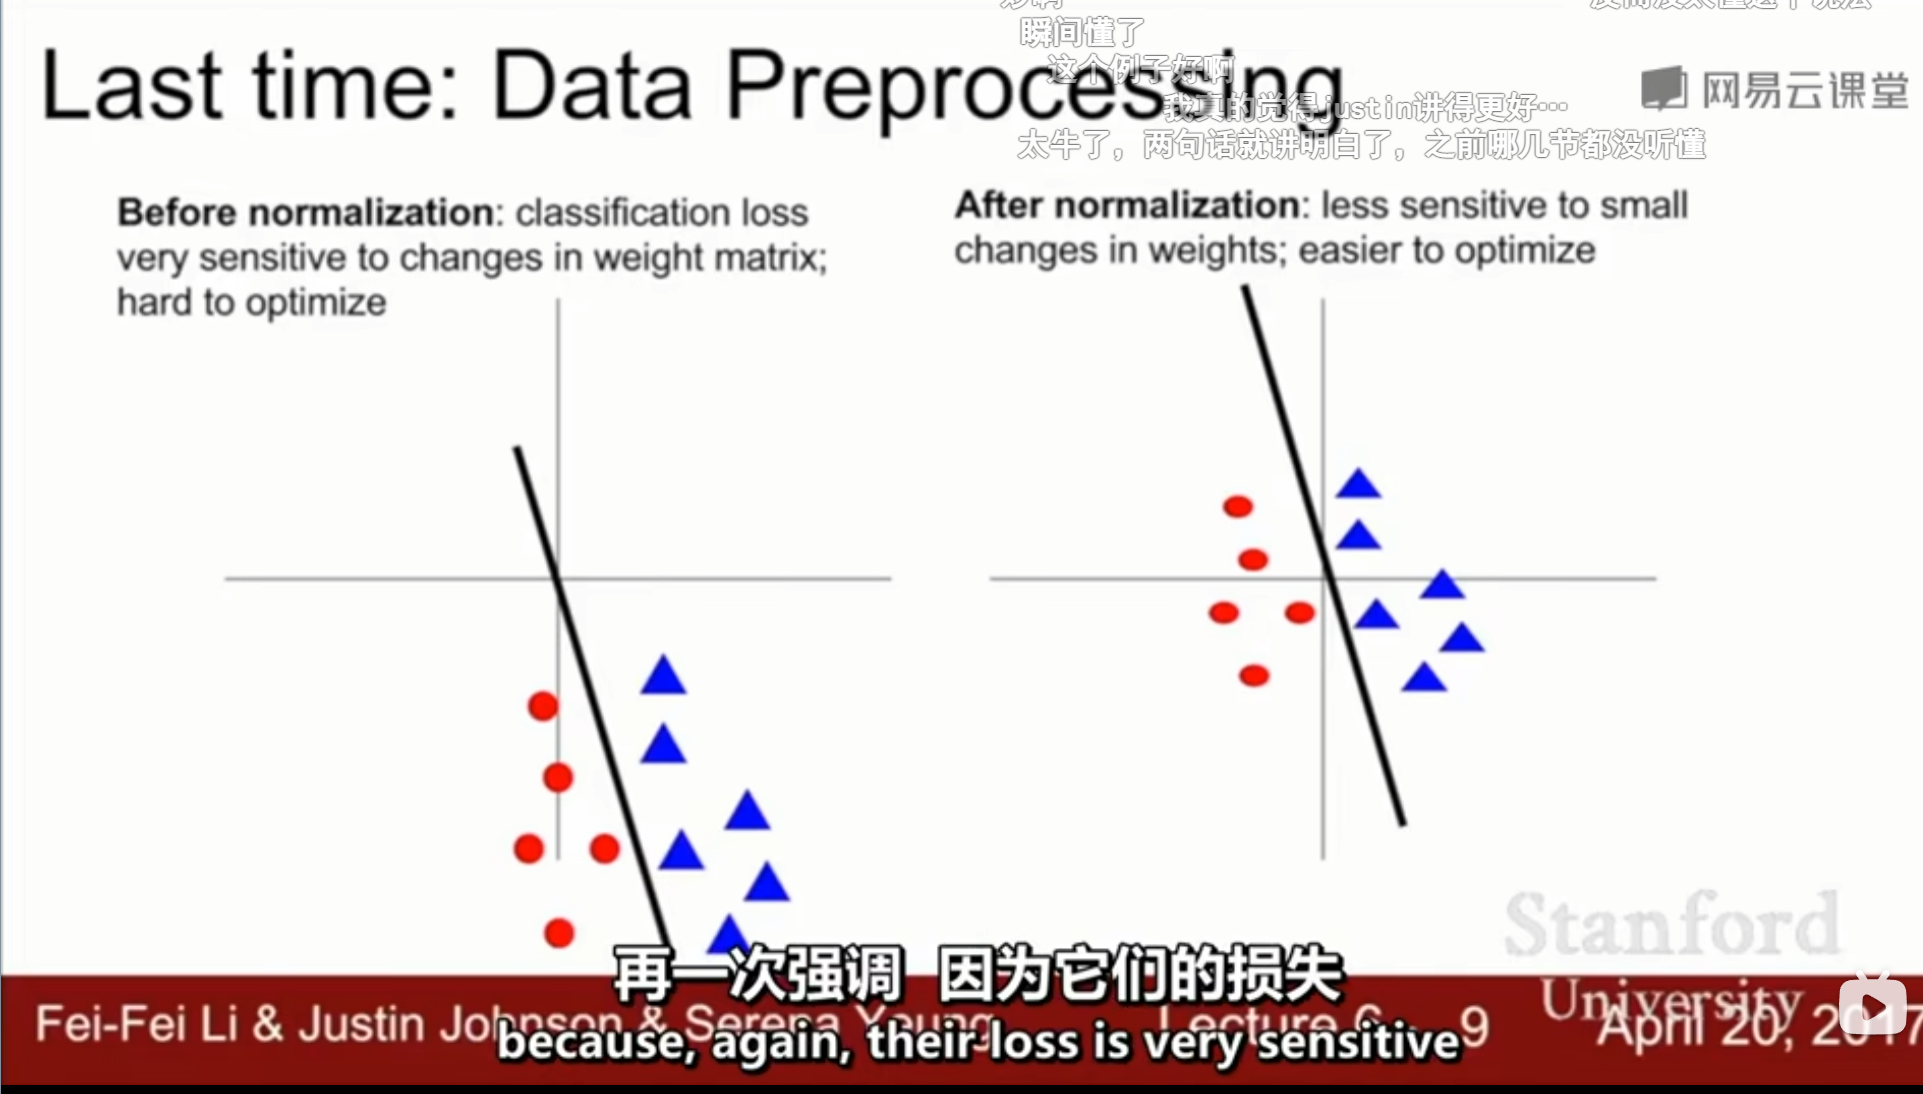 瞬间懂了
Last time: Data Preprocessing
这个例子好啊
网易云课堂
我真的觉得justin讲得更好…
太牛了，两句话就讲明白了，之前哪几节都没听懂
Before normalization: classification loss
very sensitive to changes in weight matrix;
hard to optimize
After normalization: less sensitive to small
changes in weights; easier to optimize
Stanford
University
再一次强调 因为它们的损失
because, again, their loss is very sensitive
Fei-Fei Li & Justin Johnson & Serena Yeung
Lecture 6 - 9
April 20, 2017